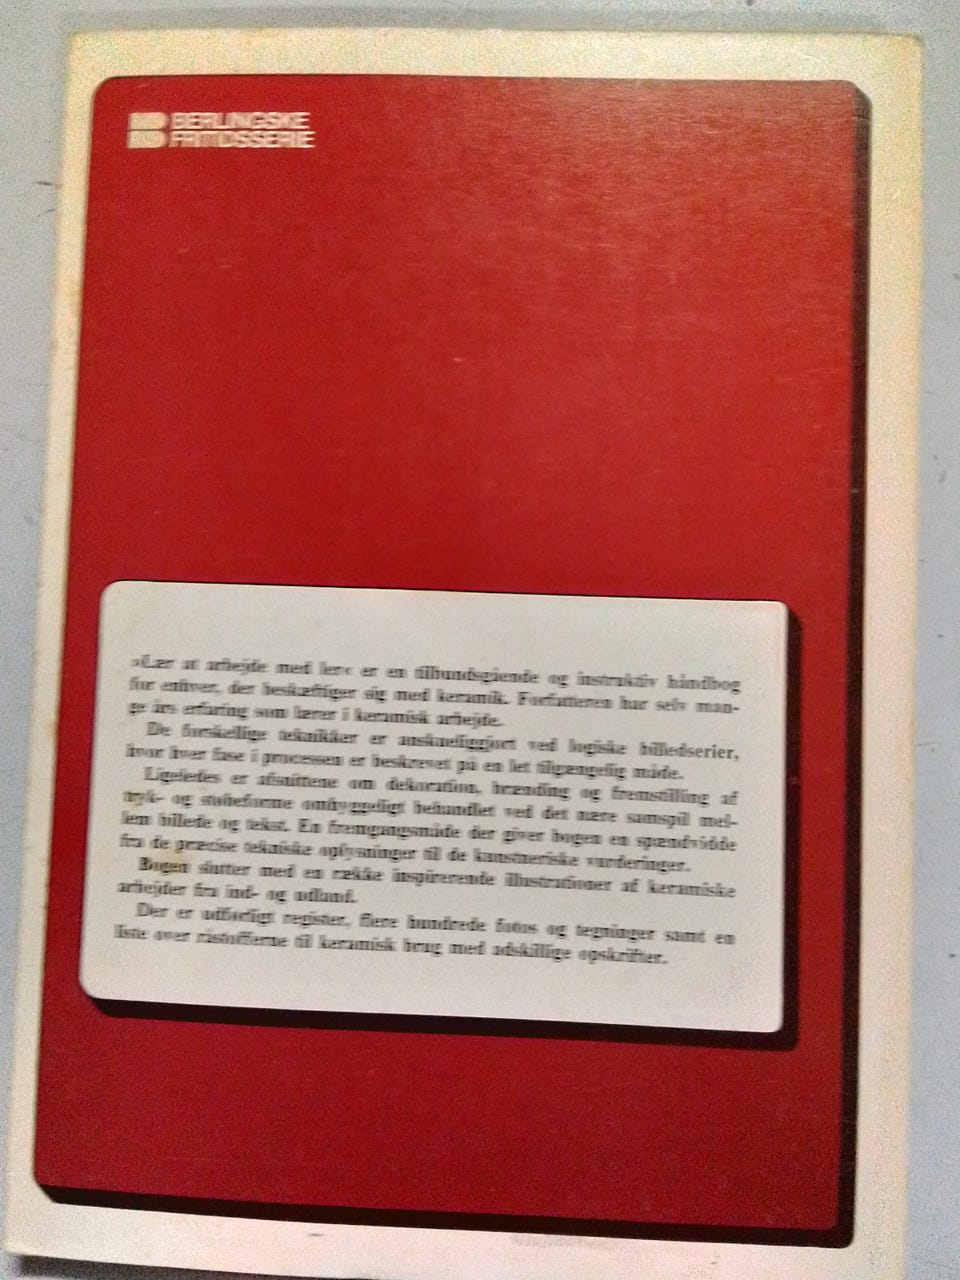 BERLINGSKE
FRITIDSSERIE
»Lær at arbejde med ler« er en tilbundsgående og instruktiv håndbog
for enhver, der beskæftiger sig med keramik. Forfatteren har selv man-
ge års erfaring som lærer i keramisk arbejde.
De forskellige teknikker er anskueliggjort ved logiske billedserier,
hvor hver fase i processen er beskrevet på en let tilgængelig måde.
Ligeledes er afsnittene om dekoration, brænding og fremstilling af
tryk- og støbeforme omhyggeligt behandlet ved det nære samspil mel-
lem billede og tekst. En fremgangsmåde der giver bogen en spændvidde
fra de præcise tekniske oplysninger til de kunstneriske vurderinger.
Bogen slutter med en række inspirerende illustrationer af keramiske
arbejder fra ind- og udland.
Der er udførligt register, flere hundrede fotos og tegninger samt en
liste over råstofferne til keramisk brug med adskillige opskrifter.